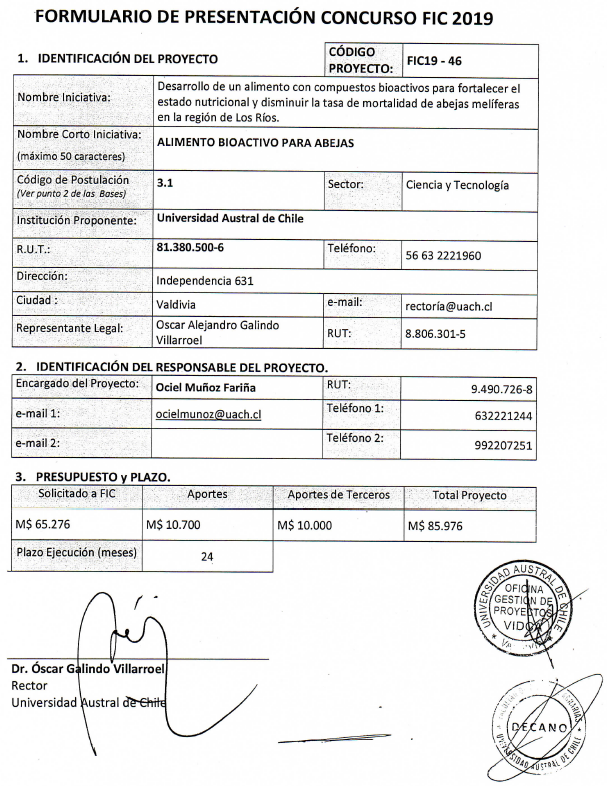 FORMULARIO DE PRESENTACIÓN CONCURSO FIC 2019
1. IDENTIFICACIÓN DEL PROYECTO
CÓDIGO PROYECTO:
FIC19 - 46
Nombre Iniciativa:
Desarrollo de un alimento con compuestos bioactivos para fortalecer el
estado nutricional y disminuir la tasa de mortalidad de abejas melíferas
en la región de Los Ríos.
Nombre Corto Iniciativa:
(máximo 50 caracteres)
ALIMENTO BIOACTIVO PARA ABEJAS
Código de Postulación
(Ver punto 2 de las Bases)
3.1
Sector:
Ciencia y Tecnología
Institución Proponente:
Universidad Austral de Chile
R.U.T.:
81.380.500-6
Teléfono:
56 63 2221960
Dirección:
Independencia 631
Ciudad :
Valdivia
e-mail:
rectoría@uach.cl
Representante Legal:
Oscar Alejandro Galindo
Villarroel
RUT:
8.806.301-5
2. IDENTIFICACIÓN DEL RESPONSABLE DEL PROYECTO.
Encargado del Proyecto:
Ociel Muñoz Fariña
RUT:
9.490.726-8
e-mail 1:
ocielmunoz@uach.cl
Teléfono 1:
632221244
e-mail 2:
Teléfono 2:
992207251
3. PRESUPUESTO y PLAZO.
Solicitado a FIC
Aportes
Aportes de Terceros
Total Proyecto
M$ 65.276
M$ 10.700
M$ 10.000
M$ 85.976
Plazo Ejecución (meses)
24
UNIVERSIDAD AUSTRAL DE CHILE
OFICINA
GESTIÓN DE
PROYECTOS
Dr. Óscar Galindo Villarroel
Rector
Universidad Austral de Chile
DECANO
UNIVERSIDAD AUSTRAL DE CHILE